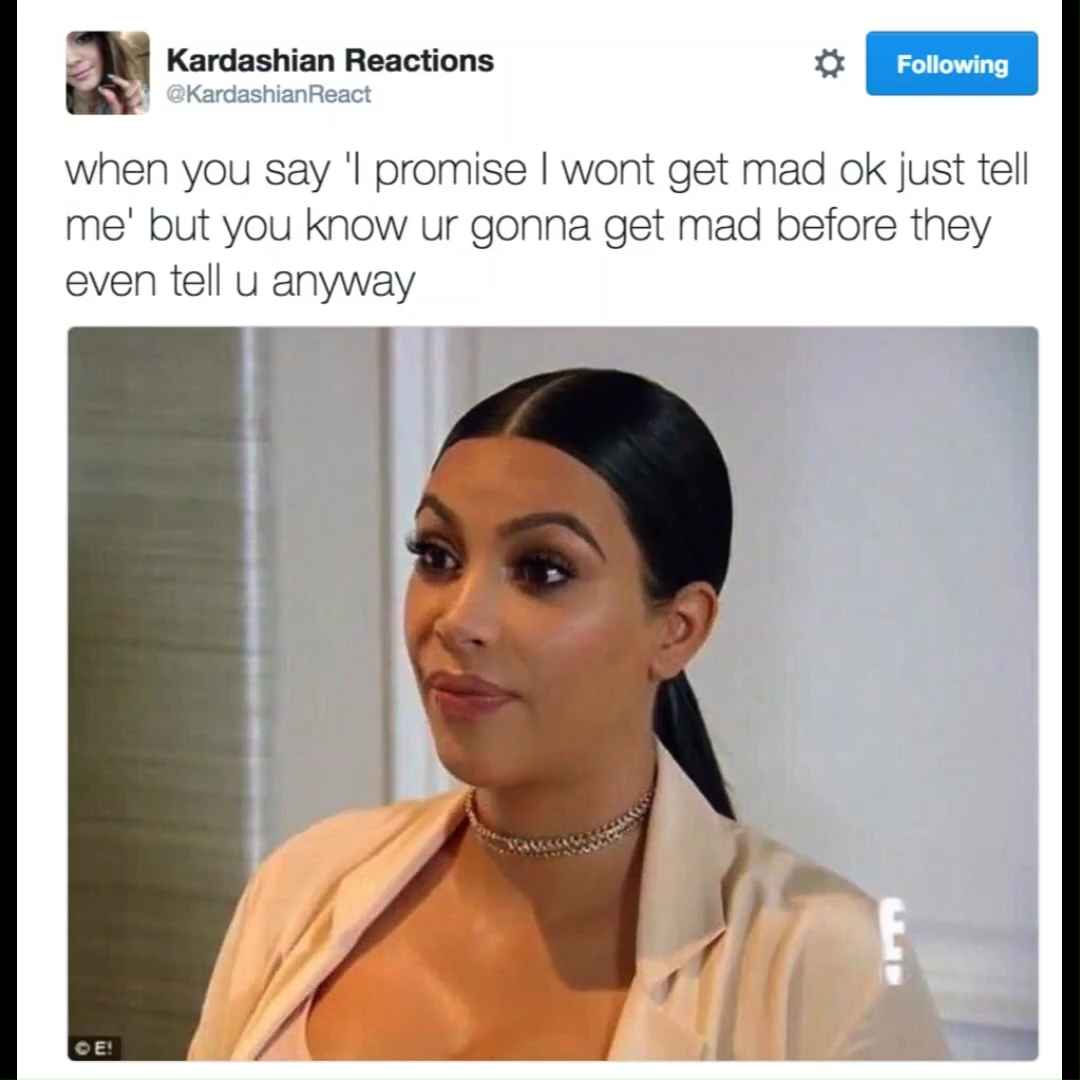 Kardashian Reactions
@KardashianReact
Following
when you say 'I promise I wont get mad ok just tell
me' but you know ur gonna get mad before they
even tell u anyway
E!
© E!